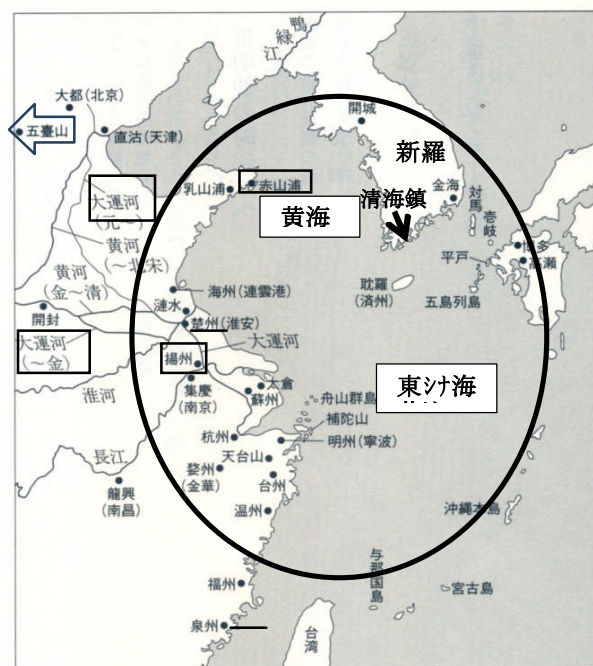 鴨
緑
江
大都(北京)
五臺山
直沽(天津)
開城
新羅
乳山浦
赤山浦
大運河
(元〜)
黄海
清海鎮
金海
対馬
壱岐
黄河
(〜北宋)
博多
平戸
黄河
(金〜清)
海州(連雲港)
耽羅
(済州)
五島列島
漣水
開封
楚州(淮安)
大運河
(〜金)
大運河
揚州
淮河
集慶
(南京)
太倉
蘇州
東シナ海
舟山群島
補陀山
長江
杭州
明州(寧波)
天台山
婺州
(金華)
台州
龍興
(南昌)
温州
沖縄本島
与那国島
宮古島
福州
泉州
台湾